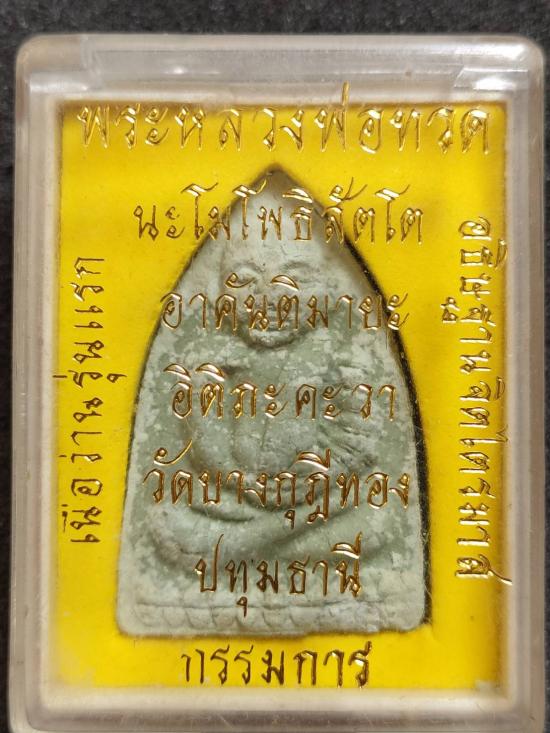 พระหลวงพ่อทวด
นะโมโพธิสัตโต
อาคันติมายะ
อิติภะคะวา
วัดบางกุฎีทอง
ปทุมธานี
กรรมการ
เนื้อว่านรุ่นแรก
อธิษฐานจิตไตรมาส